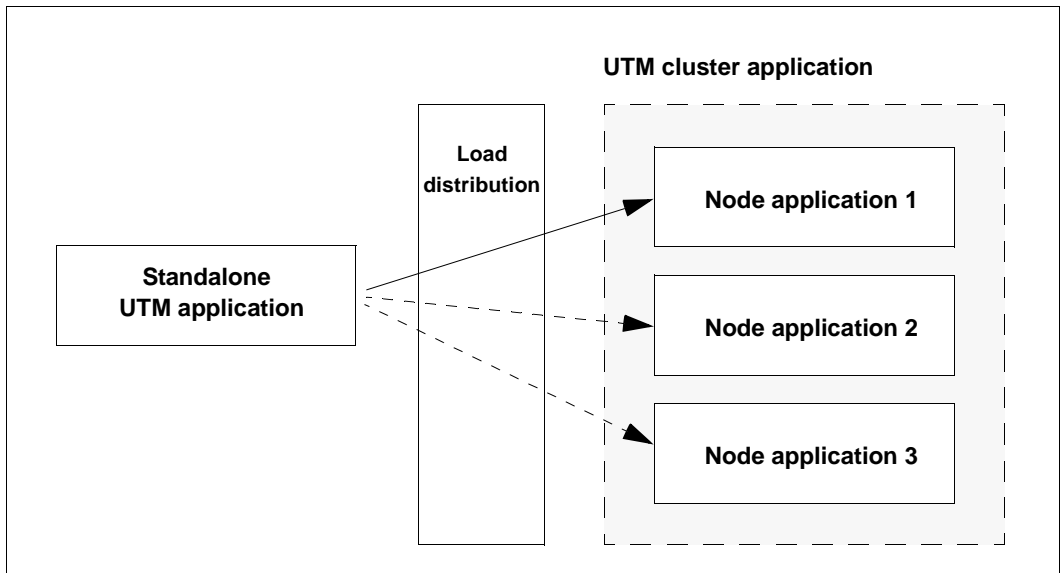 UTM cluster application
Load
distribution
Standalone
UTM application
Node application 1
Node application 2
Node application 3